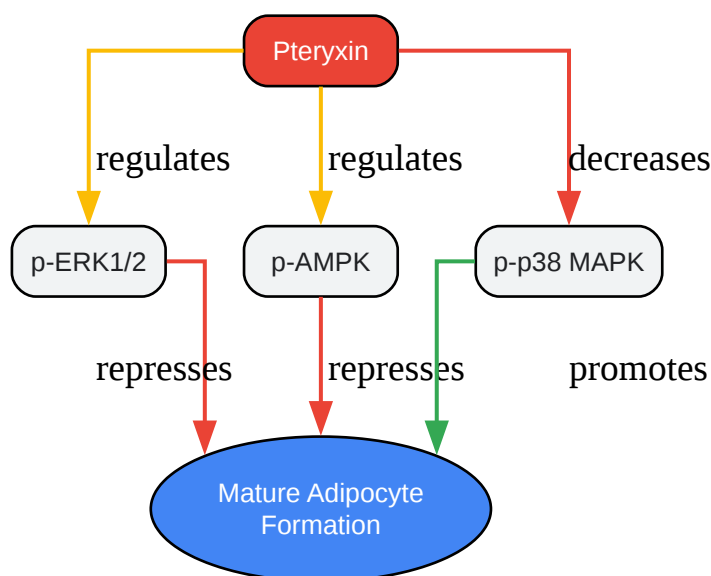 Pteryxin
regulates
regulates
decreases
p-ERK1/2
p-AMPK
p-p38 MAPK
represses
represses
promotes
Mature Adipocyte
Formation